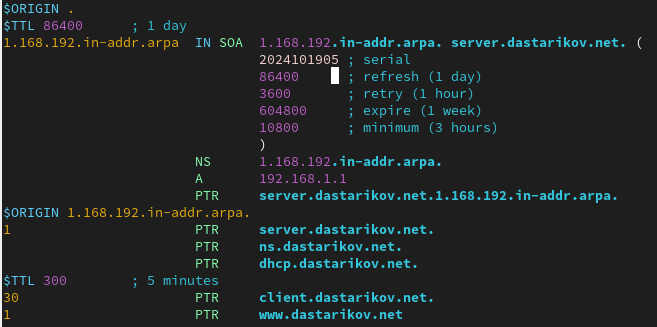 $ORIGIN .
$TTL 86400 ; 1 day
1.168.192.in-addr.arpa IN SOA 1.168.192.in-addr.arpa. server.dastarikov.net. (
2024101905 ; serial
86400 ; refresh (1 day)
3600 ; retry (1 hour)
604800 ; expire (1 week)
10800 ; minimum (3 hours)
)
NS 1.168.192.in-addr.arpa.
A 192.168.1.1
PTR server.dastarikov.net.1.168.192.in-addr.arpa.
$ORIGIN 1.168.192.in-addr.arpa.
1 PTR server.dastarikov.net.
PTR ns.dastarikov.net.
PTR dhcp.dastarikov.net.
$TTL 300 ; 5 minutes
30 PTR client.dastarikov.net.
1 PTR www.dastarikov.net